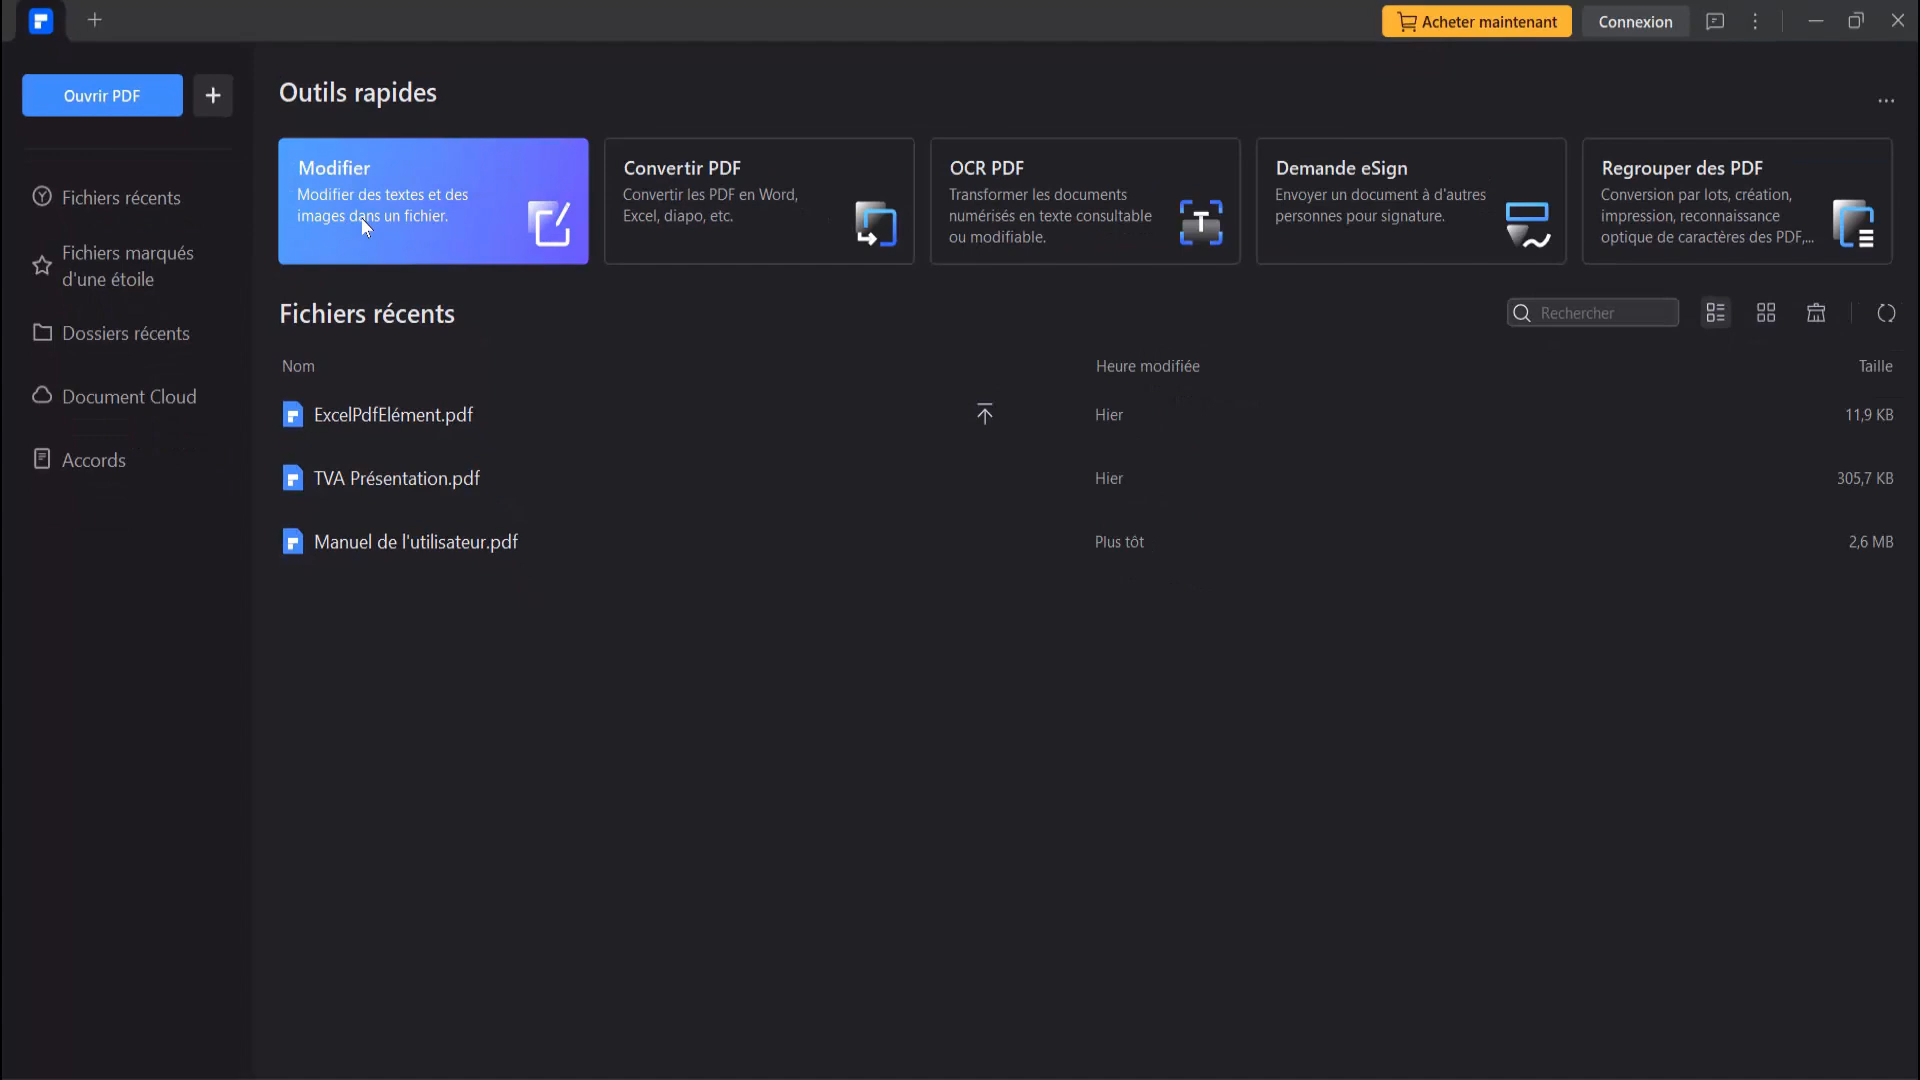 Acheter maintenant
Connexion
Ouvrir PDF
Fichiers récents
Fichiers marqués
d'une étoile
Dossiers récents
Document Cloud
Accords
Outils rapides
Modifier
Modifier des textes et des
images dans un fichier.
Convertir PDF
Convertir les PDF en Word,
Excel, diapo, etc.
OCR PDF
Transformer les documents
numérisés en texte consultable
ou modifiable.
Demande eSign
Envoyer un document à d'autres
personnes pour signature.
Regrouper des PDF
Conversion par lots, création,
impression, reconnaissance
optique de caractères des PDF,...
Fichiers récents
Rechercher
Nom Heure modifiée Taille
ExcelPdfElément.pdf Hier 11,9 KB
TVA Présentation.pdf Hier 305,7 KB
Manuel de l'utilisateur.pdf Plus tôt 2,6 MB